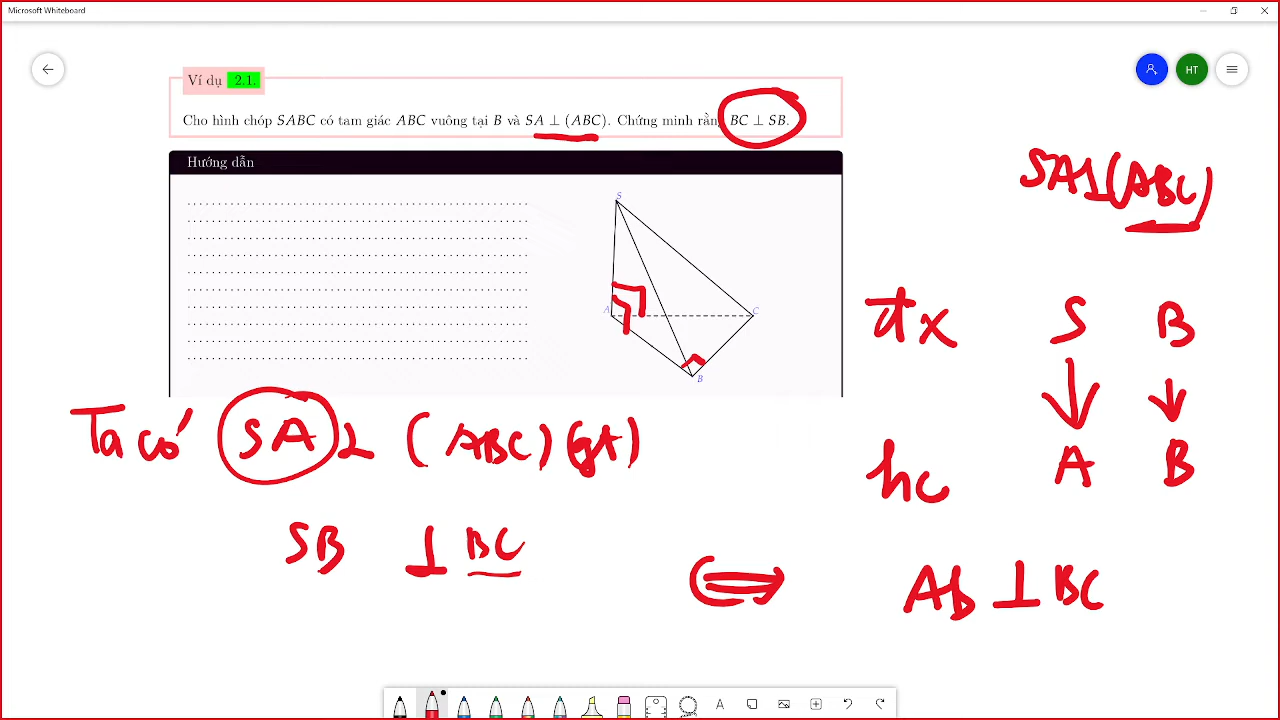 Microsoft Whiteboard
HT
Ví dụ 2.1.
Cho hình chóp SABC có tam giác ABC vuông tại B và SA ⊥ (ABC). Chứng minh rằng BC ⊥ SB.
Hướng dẫn
S
A
C
B
SA⊥(ABC)
đx S B
hc A B
Ta có SA ⊥ (ABC) (gt)
SB ⊥ BC ⟺ AB ⊥ BC
A